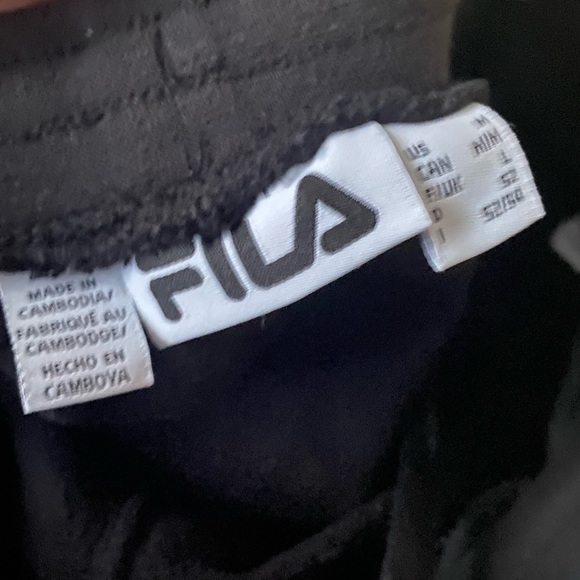 MADE IN
CAMBODIA/
FABRIQUÉ AU
CAMBODGE/
HECHO EN
CAMBOYA
FILA
US M
CAN M/M